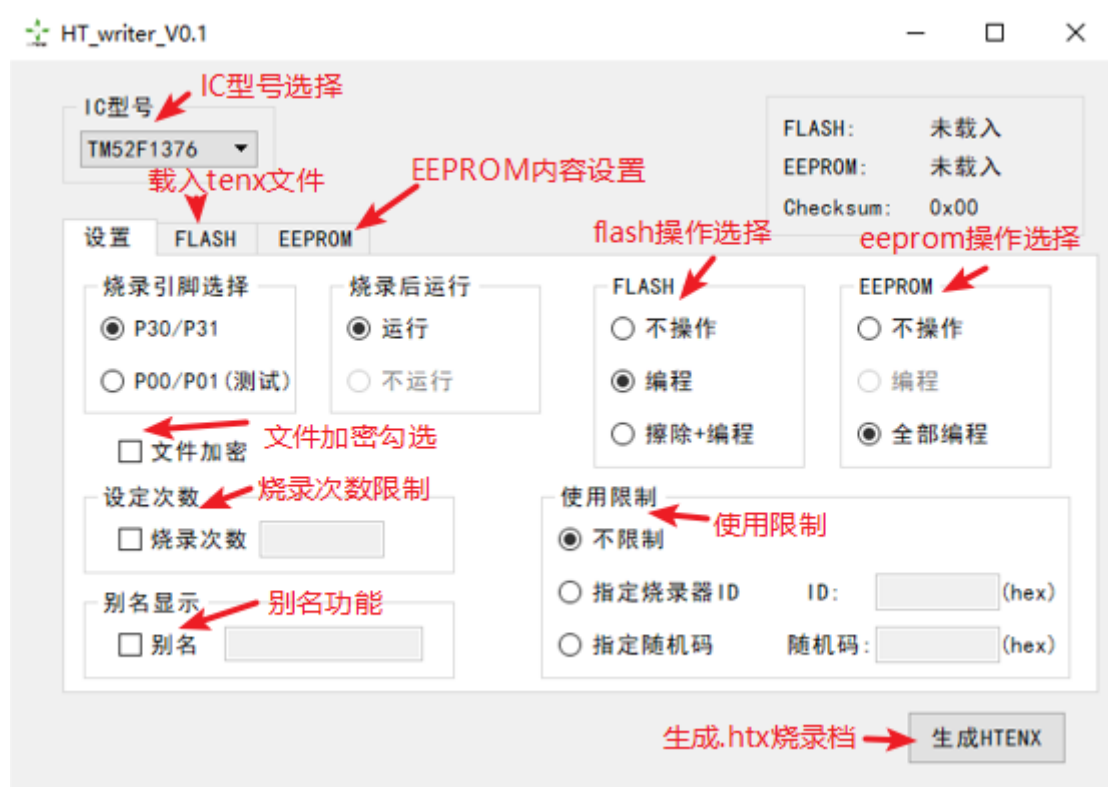 HT_writer_V0.1
IC型号选择
IC型号
TM52F1376
FLASH: 未载入
EEPROM: 未载入
Checksum: 0x00
载入tenx文件
EEPROM内容设置
flash操作选择
eeprom操作选择
设置 FLASH EEPROM
烧录引脚选择 烧录后运行 FLASH EEPROM
P30/P31 运行 不操作 不操作
P00/P01(测试) 不运行 编程 编程
文件加密 文件加密勾选 擦除+编程 全部编程
设定次数 烧录次数限制
烧录次数
使用限制 使用限制
不限制
别名显示 别名功能
别名
指定烧录器ID ID: (hex)
指定随机码 随机码: (hex)
生成.htx烧录档 生成HTENX